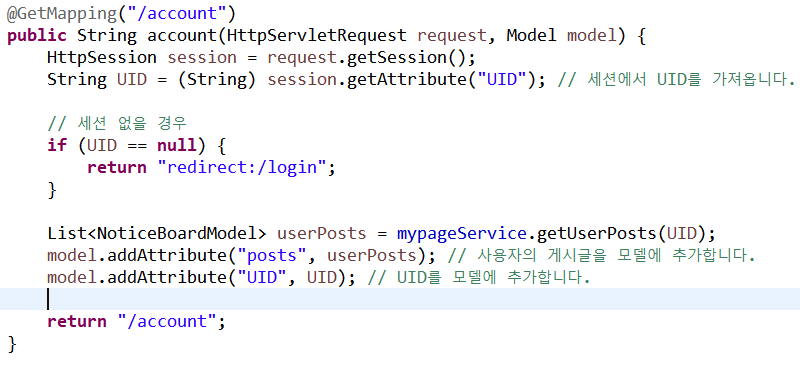 @GetMapping("/account")
public String account(HttpServletRequest request, Model model) {
    HttpSession session = request.getSession();
    String UID = (String) session.getAttribute("UID"); // 세션에서 UID를 가져옵니다.
    // 세션 없을 경우
    if (UID == null) {
        return "redirect:/login";
    }
    List<NoticeBoardModel> userPosts = mypageService.getUserPosts(UID);
    model.addAttribute("posts", userPosts); // 사용자의 게시글을 모델에 추가합니다.
    model.addAttribute("UID", UID); // UID를 모델에 추가합니다.
    return "/account";
}